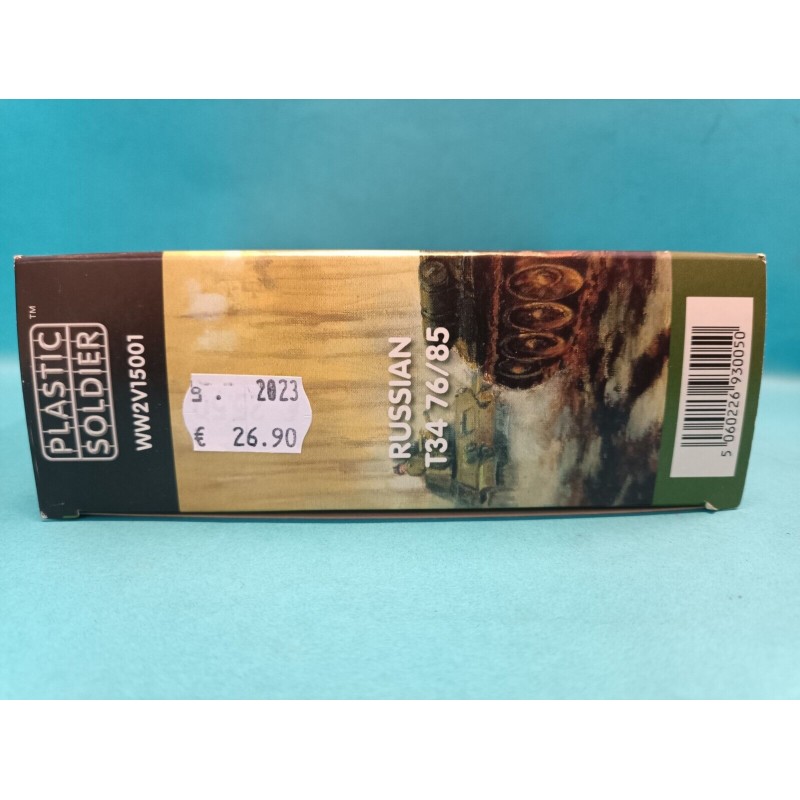 PLASTIC
SOLDIER
™
WW2V15001
2023
€ 26.90
RUSSIAN
T34 76/85
5 060226 930050